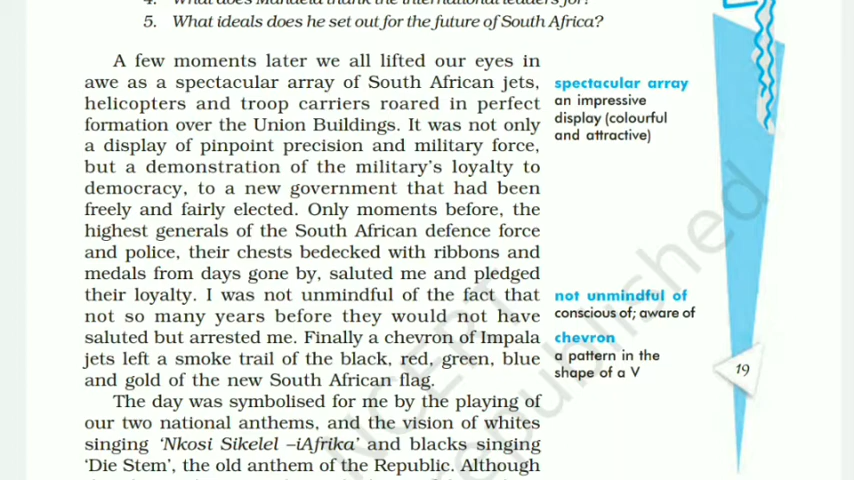 5. What ideals does he set out for the future of South Africa?
A few moments later we all lifted our eyes in
awe as a spectacular array of South African jets,
helicopters and troop carriers roared in perfect
formation over the Union Buildings. It was not only
a display of pinpoint precision and military force,
but a demonstration of the military's loyalty to
democracy, to a new government that had been
freely and fairly elected. Only moments before, the
highest generals of the South African defence force
and police, their chests bedecked with ribbons and
medals from days gone by, saluted me and pledged
their loyalty. I was not unmindful of the fact that
not so many years before they would not have
saluted but arrested me. Finally a chevron of Impala
jets left a smoke trail of the black, red, green, blue
and gold of the new South African flag.
The day was symbolised for me by the playing of
our two national anthems, and the vision of whites
singing ‘Nkosi Sikelel –iAfrika’ and blacks singing
‘Die Stem’, the old anthem of the Republic. Although
spectacular array
an impressive
display (colourful
and attractive)
not unmindful of
conscious of; aware of
chevron
a pattern in the
shape of a V
19
NCERT
republished